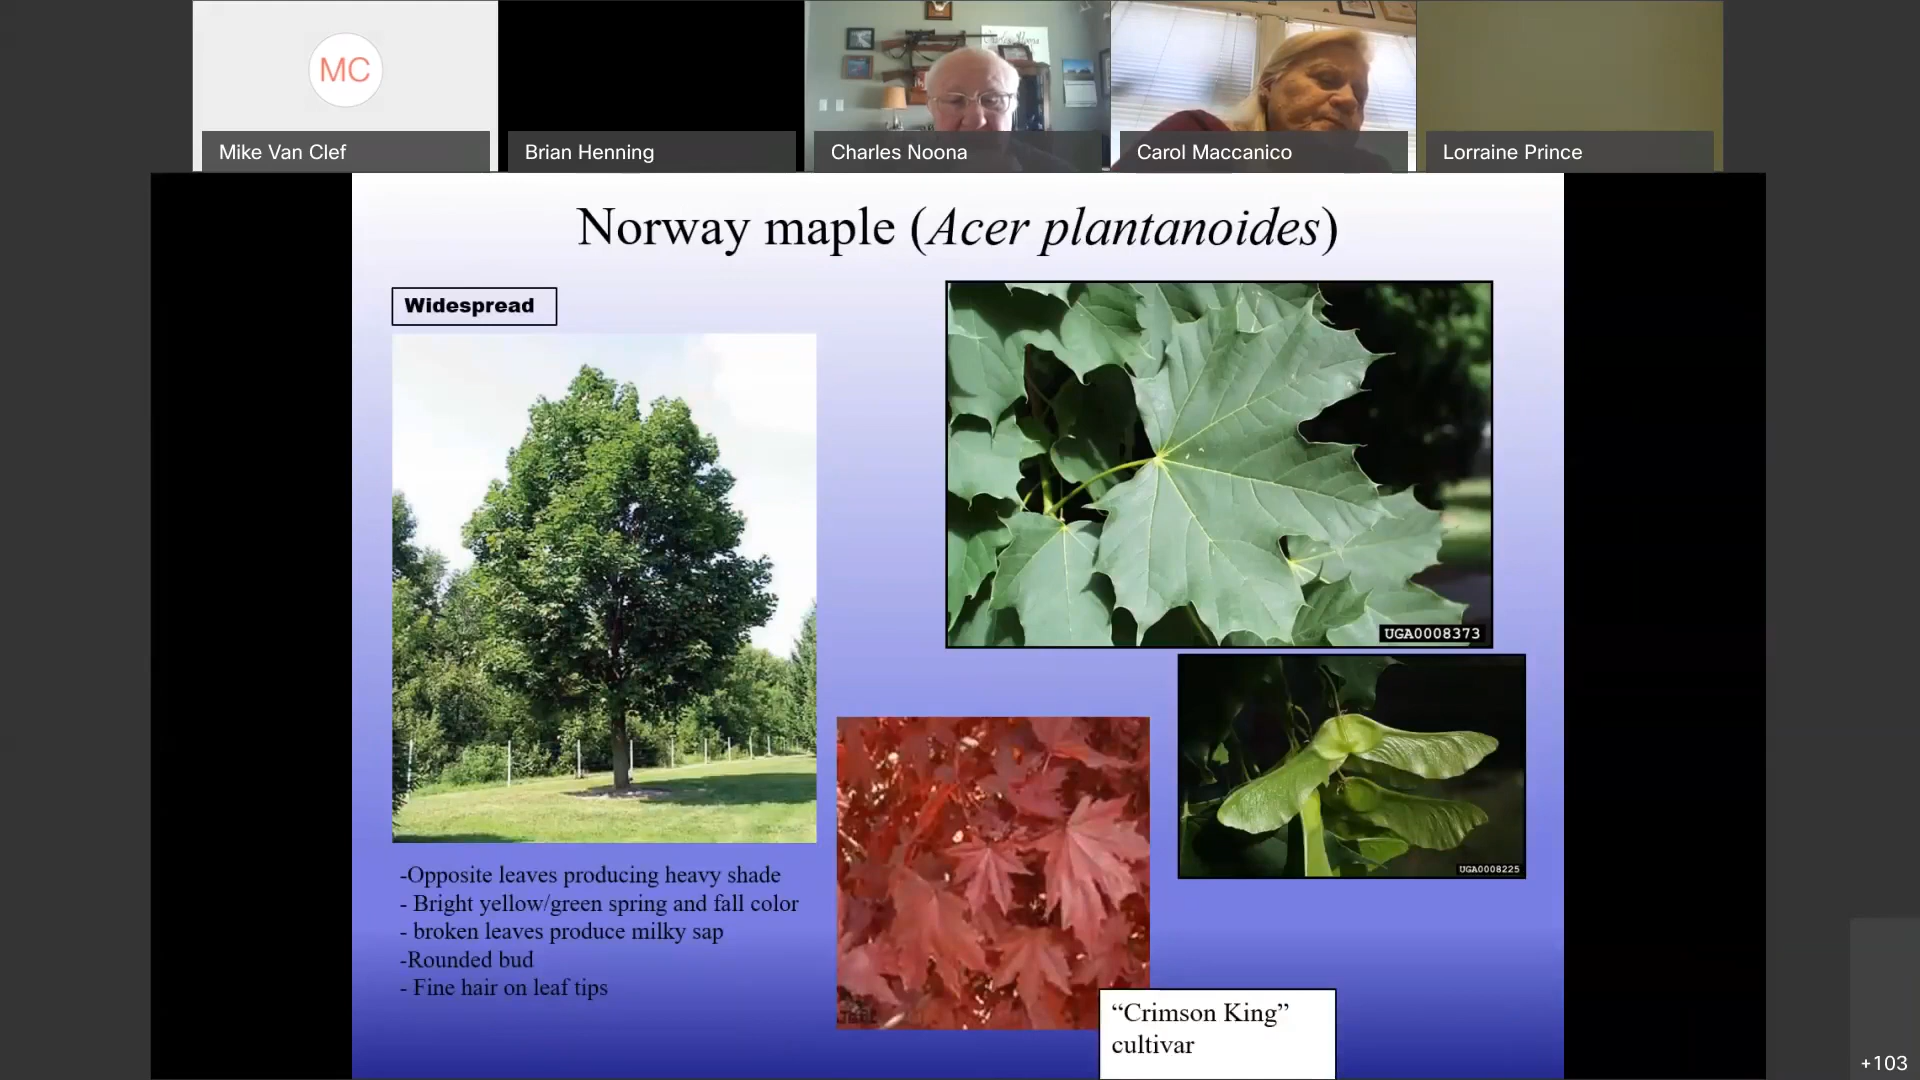 MC
Mike Van Clef
Brian Henning
Charles Noona
Carol Maccanico
Lorraine Prince
Norway maple (Acer plantanoides)
Widespread
UGA0008373
UGA0008225
-Opposite leaves producing heavy shade
- Bright yellow/green spring and fall color
- broken leaves produce milky sap
-Rounded bud
- Fine hair on leaf tips
“Crimson King”
cultivar
+103